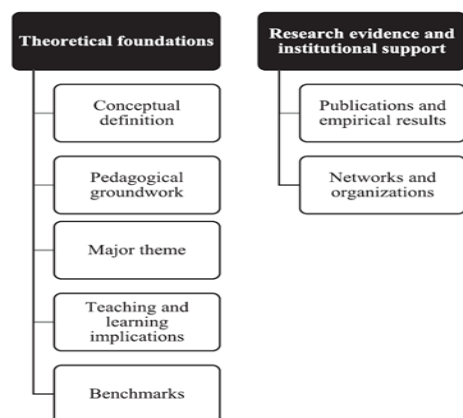 Theoretical foundations
Conceptual
definition
Pedagogical
groundwork
Major theme
Teaching and
learning
implications
Benchmarks
Research evidence and
institutional support
Publications and
empirical results
Networks and
organizations